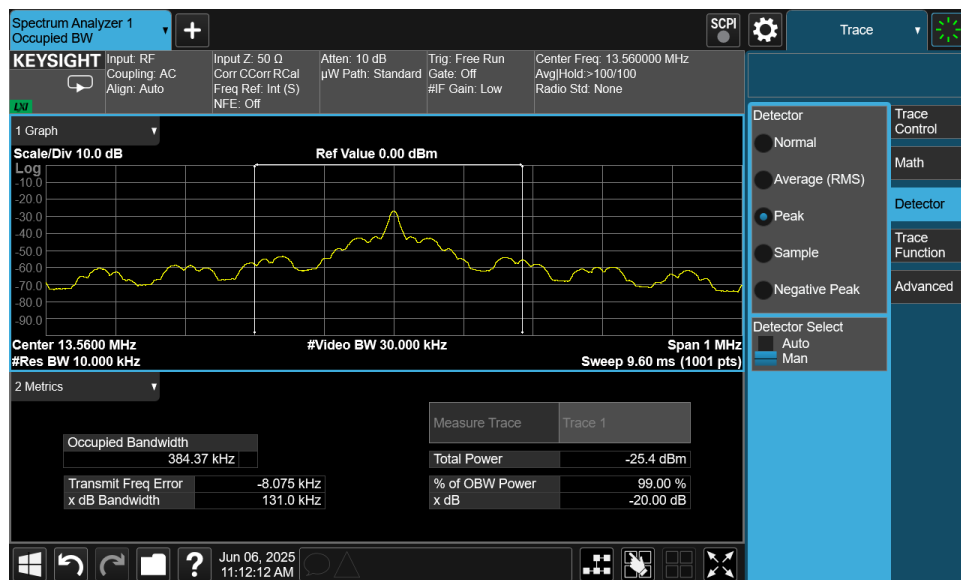 Spectrum Analyzer 1
Occupied BW
SCPI
Trace
KEYSIGHT
LXI
Input: RF
Coupling: AC
Align: Auto
Input Z: 50 Ω
Corr CCorr RCal
Freq Ref: Int (S)
NFE: Off
Atten: 10 dB
µW Path: Standard
Trig: Free Run
Gate: Off
#IF Gain: Low
Center Freq: 13.560000 MHz
Avg|Hold:>100/100
Radio Std: None
1 Graph
Scale/Div 10.0 dB
Ref Value 0.00 dBm
Log
-10.0
-20.0
-30.0
-40.0
-50.0
-60.0
-70.0
-80.0
-90.0
Center 13.5600 MHz
#Video BW 30.000 kHz
Span 1 MHz
#Res BW 10.000 kHz
Sweep 9.60 ms (1001 pts)
2 Metrics
Measure Trace
Trace 1
Occupied Bandwidth
384.37 kHz
Total Power
-25.4 dBm
Transmit Freq Error
-8.075 kHz
% of OBW Power
99.00 %
x dB Bandwidth
131.0 kHz
x dB
-20.00 dB
?
Jun 06, 2025
11:12:12 AM
Detector
Normal
Average (RMS)
Peak
Sample
Negative Peak
Detector Select
Auto
Man
Trace
Control
Math
Detector
Trace
Function
Advanced